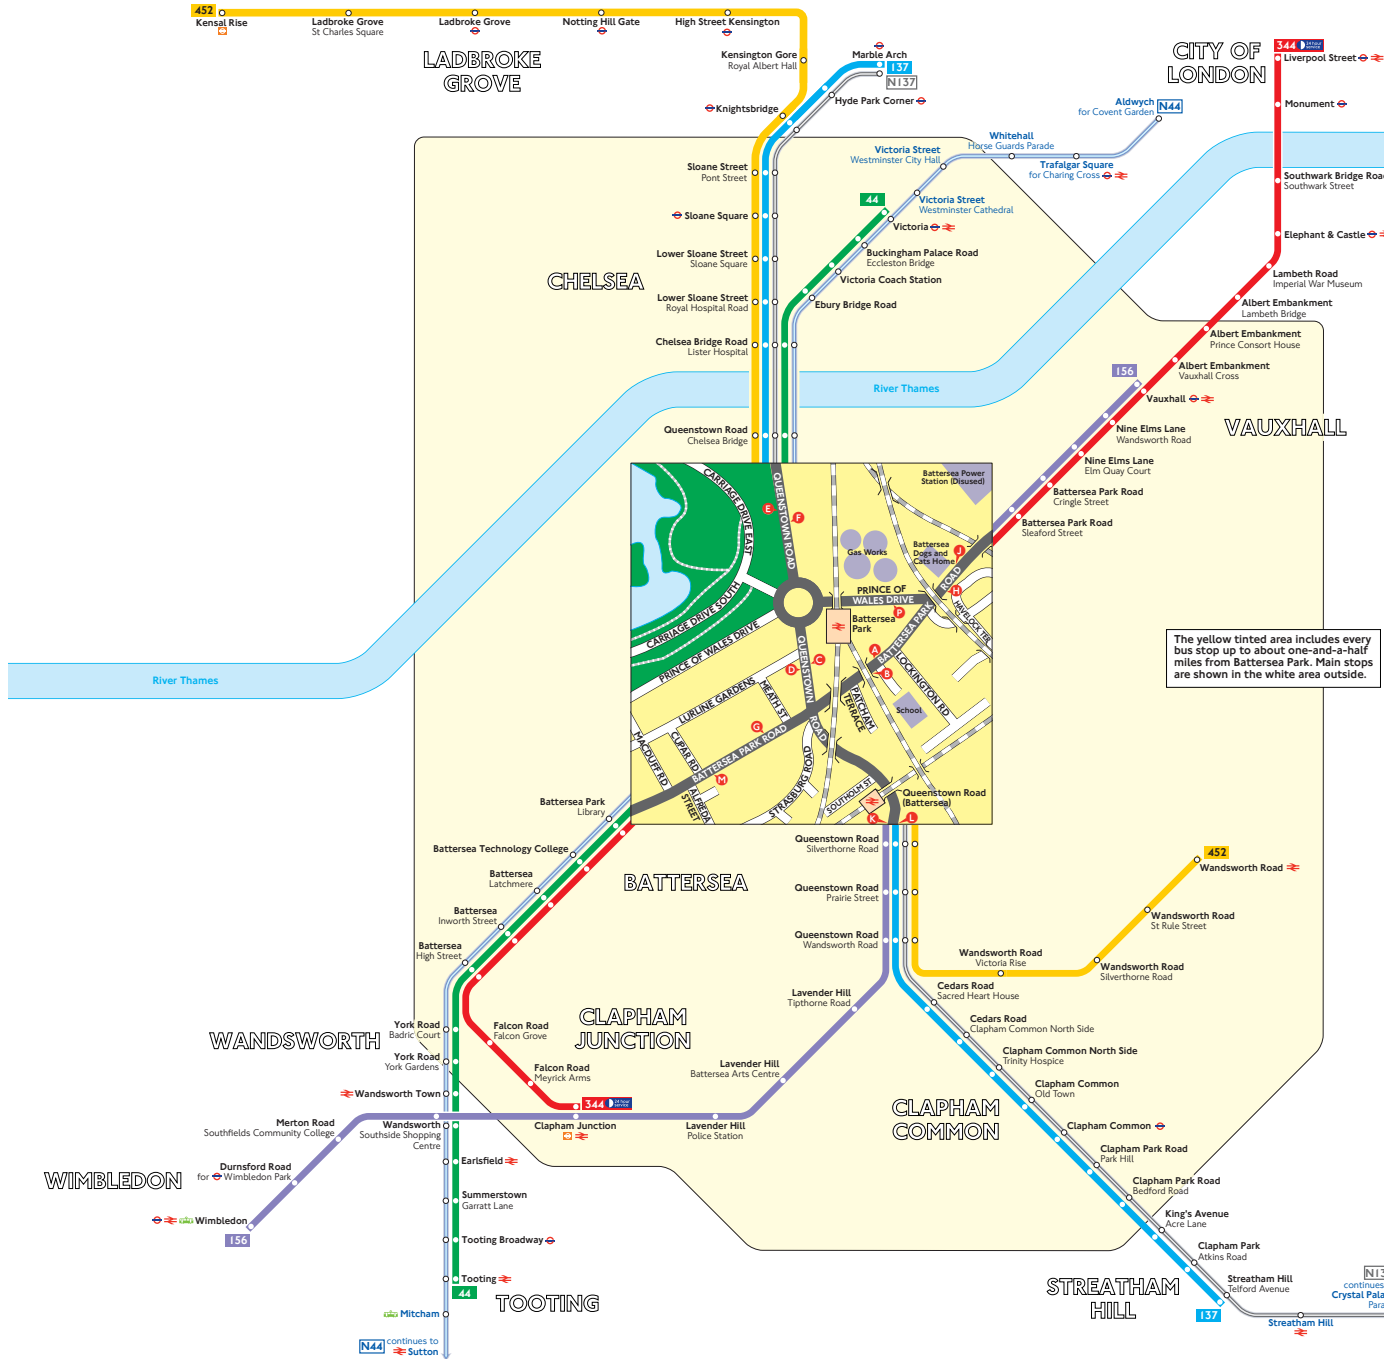 452
Kensal Rise
Ladbroke Grove
St Charles Square
Ladbroke Grove
Notting Hill Gate
High Street Kensington
LADBROKE
GROVE
Kensington Gore
Royal Albert Hall
Marble Arch
137
N137
Knightsbridge
Hyde Park Corner
CITY OF
LONDON
344
24 hour
service
Liverpool Street
Monument
Aldwych
for Covent Garden
N44
Whitehall
Horse Guards Parade
Trafalgar Square
for Charing Cross
Victoria Street
Westminster City Hall
Victoria Street
Westminster Cathedral
Southwark Bridge Road
Southwark Street
Elephant & Castle
Sloane Street
Pont Street
Sloane Square
44
Victoria
Lower Sloane Street
Sloane Square
Buckingham Palace Road
Eccleston Bridge
Victoria Coach Station
Lambeth Road
Imperial War Museum
CHELSEA
Lower Sloane Street
Royal Hospital Road
Ebury Bridge Road
Albert Embankment
Lambeth Bridge
Chelsea Bridge Road
Lister Hospital
Albert Embankment
Prince Consort House
Albert Embankment
Vauxhall Cross
156
River Thames
Vauxhall
VAUXHALL
Queenstown Road
Chelsea Bridge
Nine Elms Lane
Wandsworth Road
Nine Elms Lane
Elm Quay Court
Battersea Park Road
Cringle Street
Battersea Park Road
Sleaford Street
CARRIAGE DRIVE EAST
QUEENSTOWN ROAD
Battersea Power
Station (Disused)
E
F
Gas Works
Battersea
Dogs and
Cats Home
J
ROAD
H
HAVELOCK TER
PRINCE OF
WALES DRIVE
P
CARRIAGE DRIVE SOUTH
PRINCE OF WALES DRIVE
Battersea
Park
BATTERSEA PARK
A
B
C
D
QUEENSTOWN
ROAD
LOCKINGTON RD
LURLINE GARDENS
MEATH ST
PATCHAM
TERRACE
School
G
MACDUFF RD
CUPAR RD
BATTERSEA PARK ROAD
M
ALFREDA
STREET
STRASBURG ROAD
SOUTHOLM ST
Queenstown Road
(Battersea)
K
L
The yellow tinted area includes every
bus stop up to about one-and-a-half
miles from Battersea Park. Main stops
are shown in the white area outside.
River Thames
Battersea Park
Library
Battersea Technology College
Battersea
Latchmere
Battersea
Inworth Street
Battersea
High Street
BATTERSEA
Queenstown Road
Silverthorne Road
Queenstown Road
Prairie Street
Queenstown Road
Wandsworth Road
452
Wandsworth Road
Wandsworth Road
St Rule Street
Wandsworth Road
Silverthorne Road
Wandsworth Road
Victoria Rise
Lavender Hill
Tipthorne Road
Cedars Road
Sacred Heart House
Cedars Road
Clapham Common North Side
Clapham Common North Side
Trinity Hospice
Clapham Common
Old Town
Clapham Common
Clapham Park Road
Park Hill
Clapham Park Road
Bedford Road
King's Avenue
Acre Lane
Clapham Park
Atkins Road
Streatham Hill
Telford Avenue
CLAPHAM
COMMON
WANDSWORTH
York Road
Badric Court
York Road
York Gardens
Wandsworth Town
Falcon Road
Falcon Grove
Falcon Road
Meyrick Arms
CLAPHAM
JUNCTION
Lavender Hill
Battersea Arts Centre
344
24 hour
service
Clapham Junction
Lavender Hill
Police Station
Merton Road
Southfields Community College
Wandsworth
Southside Shopping
Centre
Durnsford Road
for Wimbledon Park
WIMBLEDON
Wimbledon
156
Earlsfield
Summerstown
Garratt Lane
Tooting Broadway
Tooting
44
TOOTING
Mitcham
N44
continues to
Sutton
STREATHAM
HILL
137
Streatham Hill
N13
continues
Crystal Pala
Para